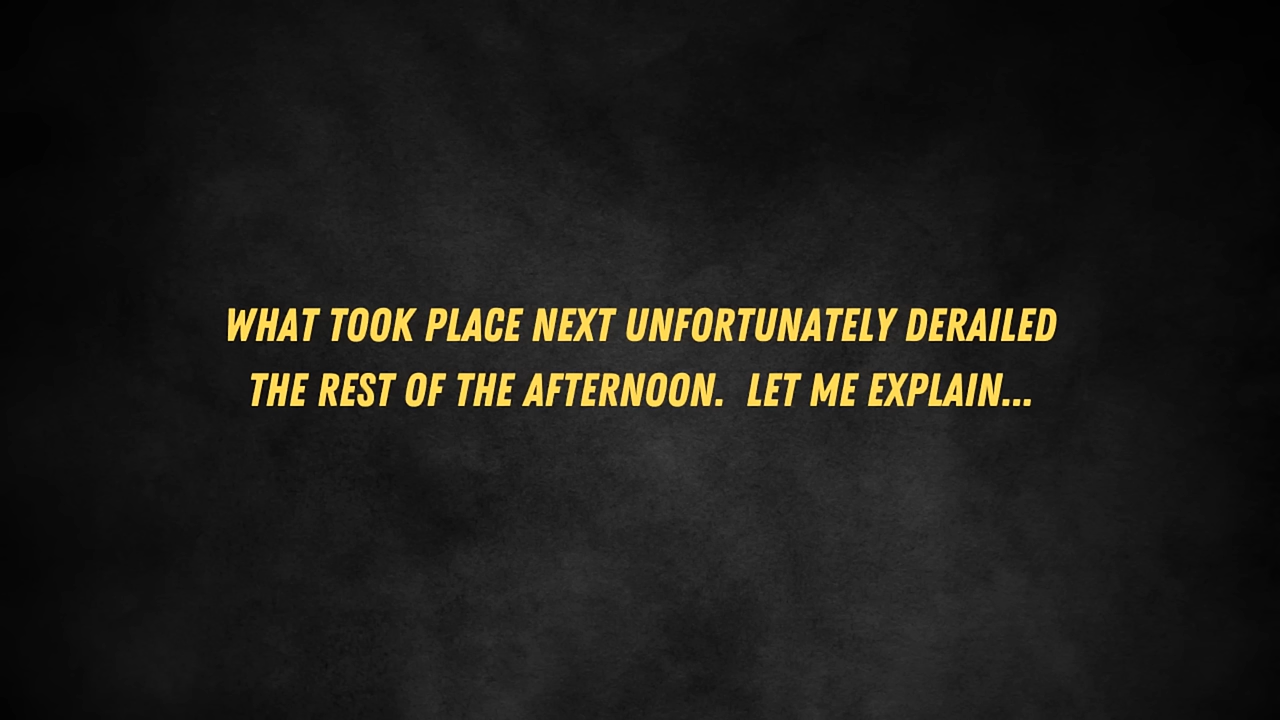 WHAT TOOK PLACE NEXT UNFORTUNATELY DERAILED
THE REST OF THE AFTERNOON.  LET ME EXPLAIN...